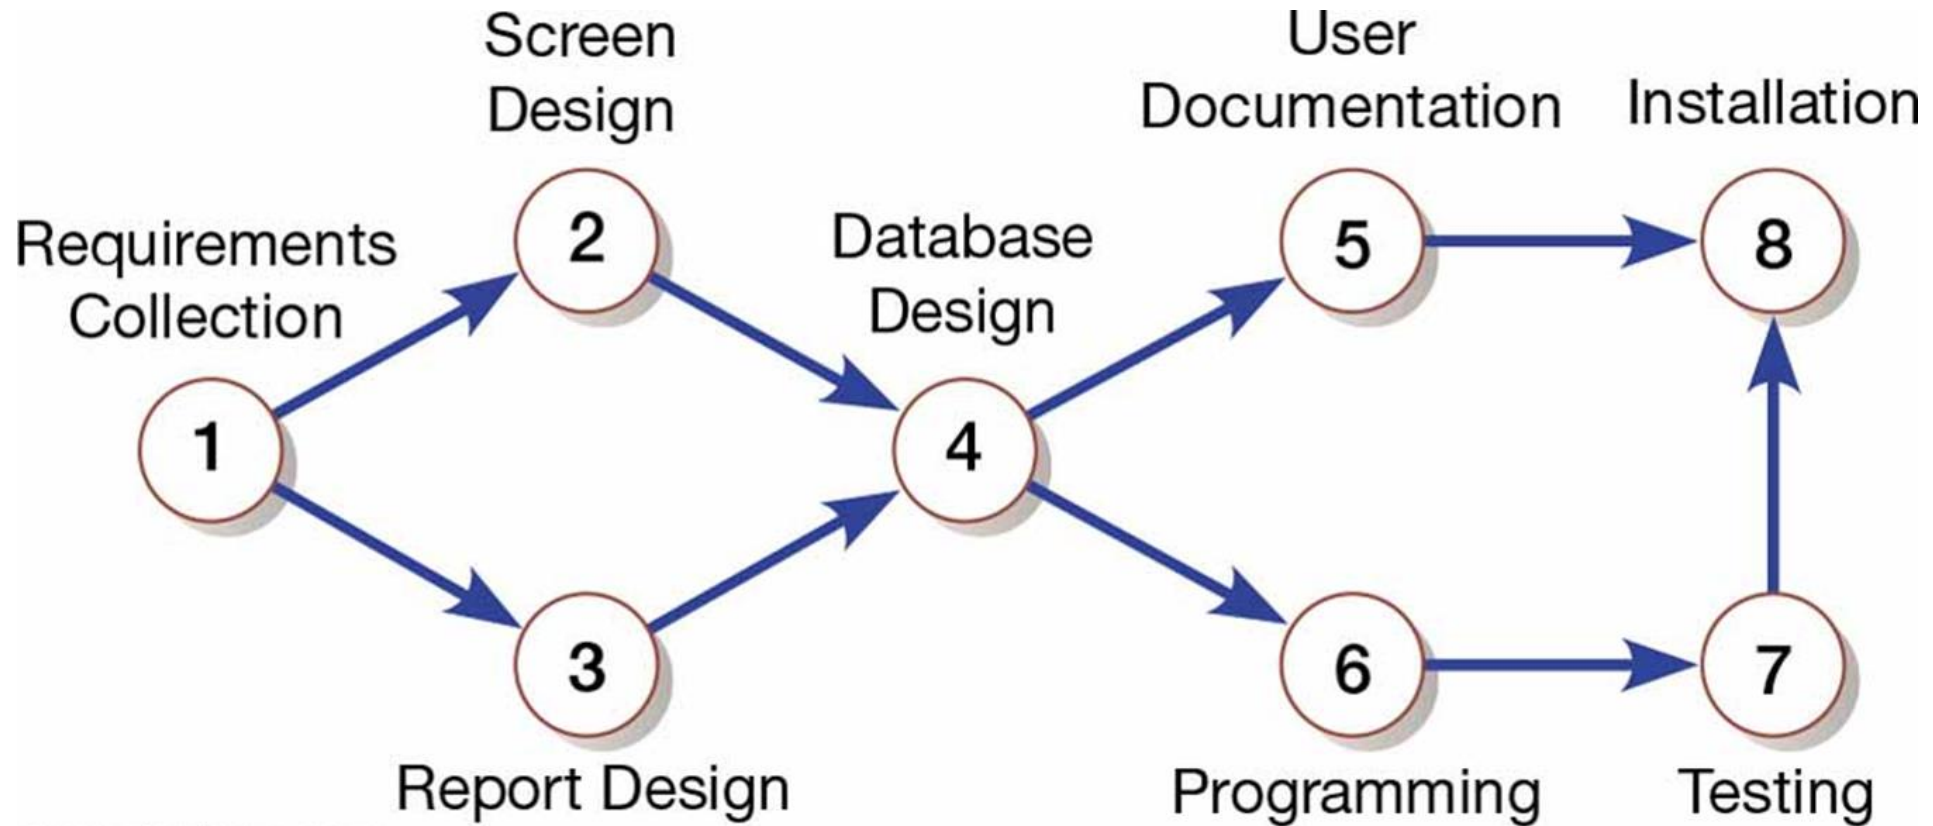 Screen
Design
User
Documentation
Installation
Requirements
Collection
2
Database
Design
5
8
1
4
3
6
7
Report Design
Programming
Testing